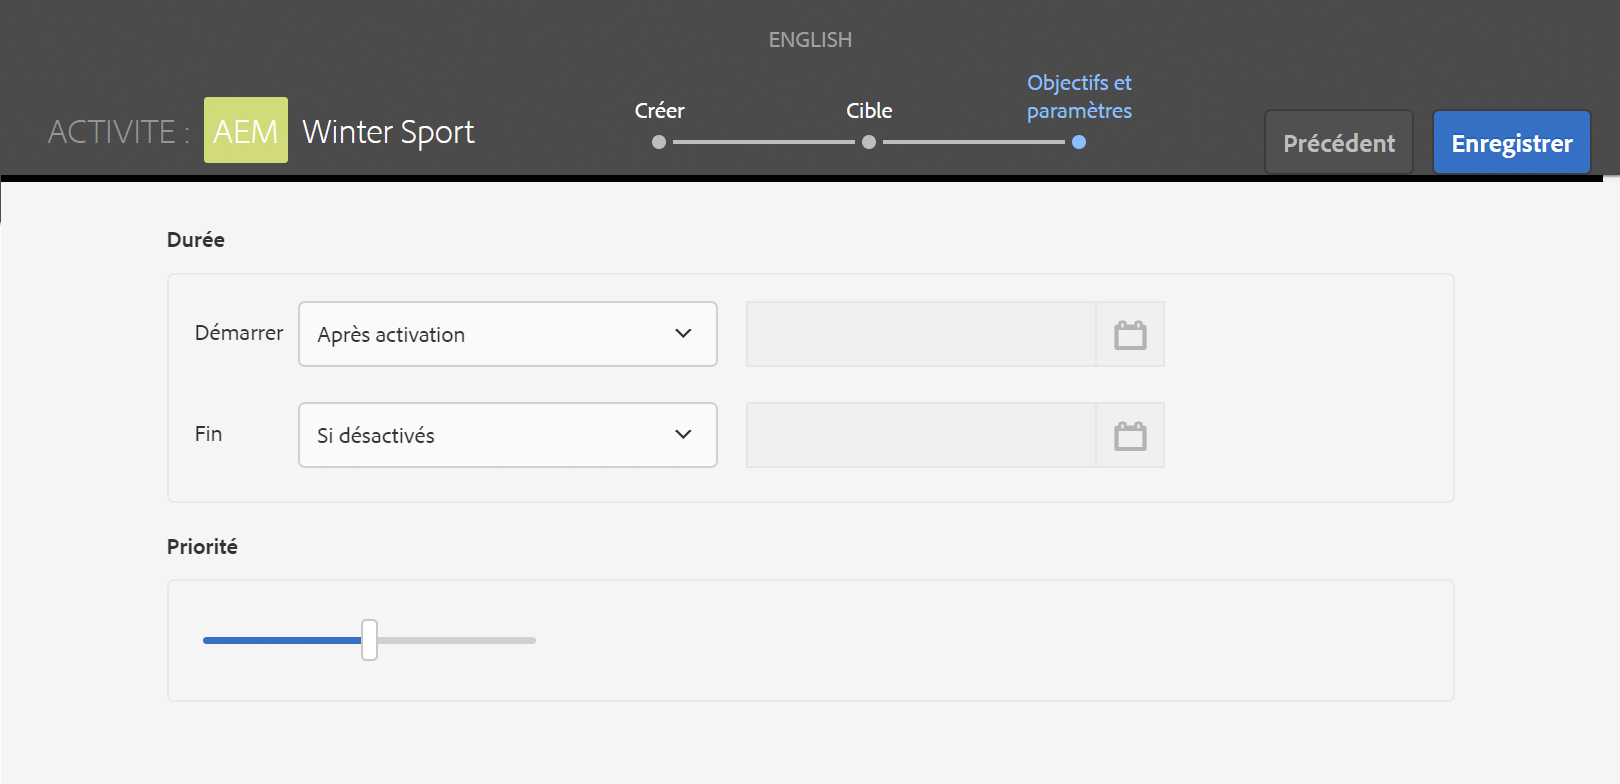 ENGLISH
ACTIVITE : AEM Winter Sport
Créer
Cible
Objectifs et
paramètres
Précédent
Enregistrer
Durée
Démarrer
Après activation
Fin
Si désactivés
Priorité